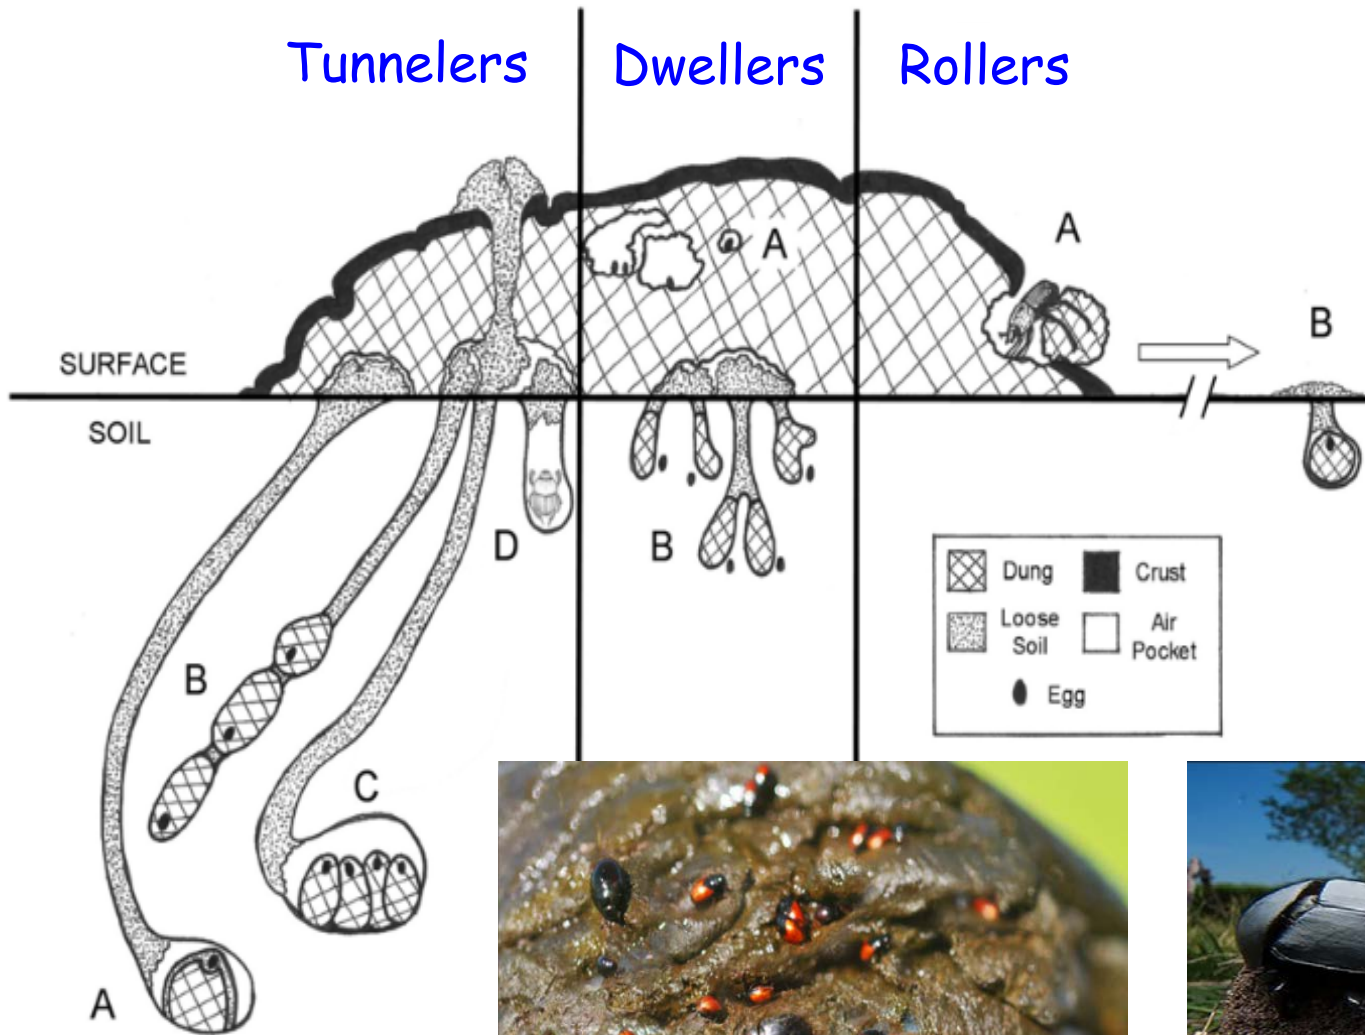 Tunnelers
Dwellers
Rollers
A
A
B
SURFACE
SOIL
D
B
B
C
A
Dung
Crust
Loose
Soil
Air
Pocket
Egg